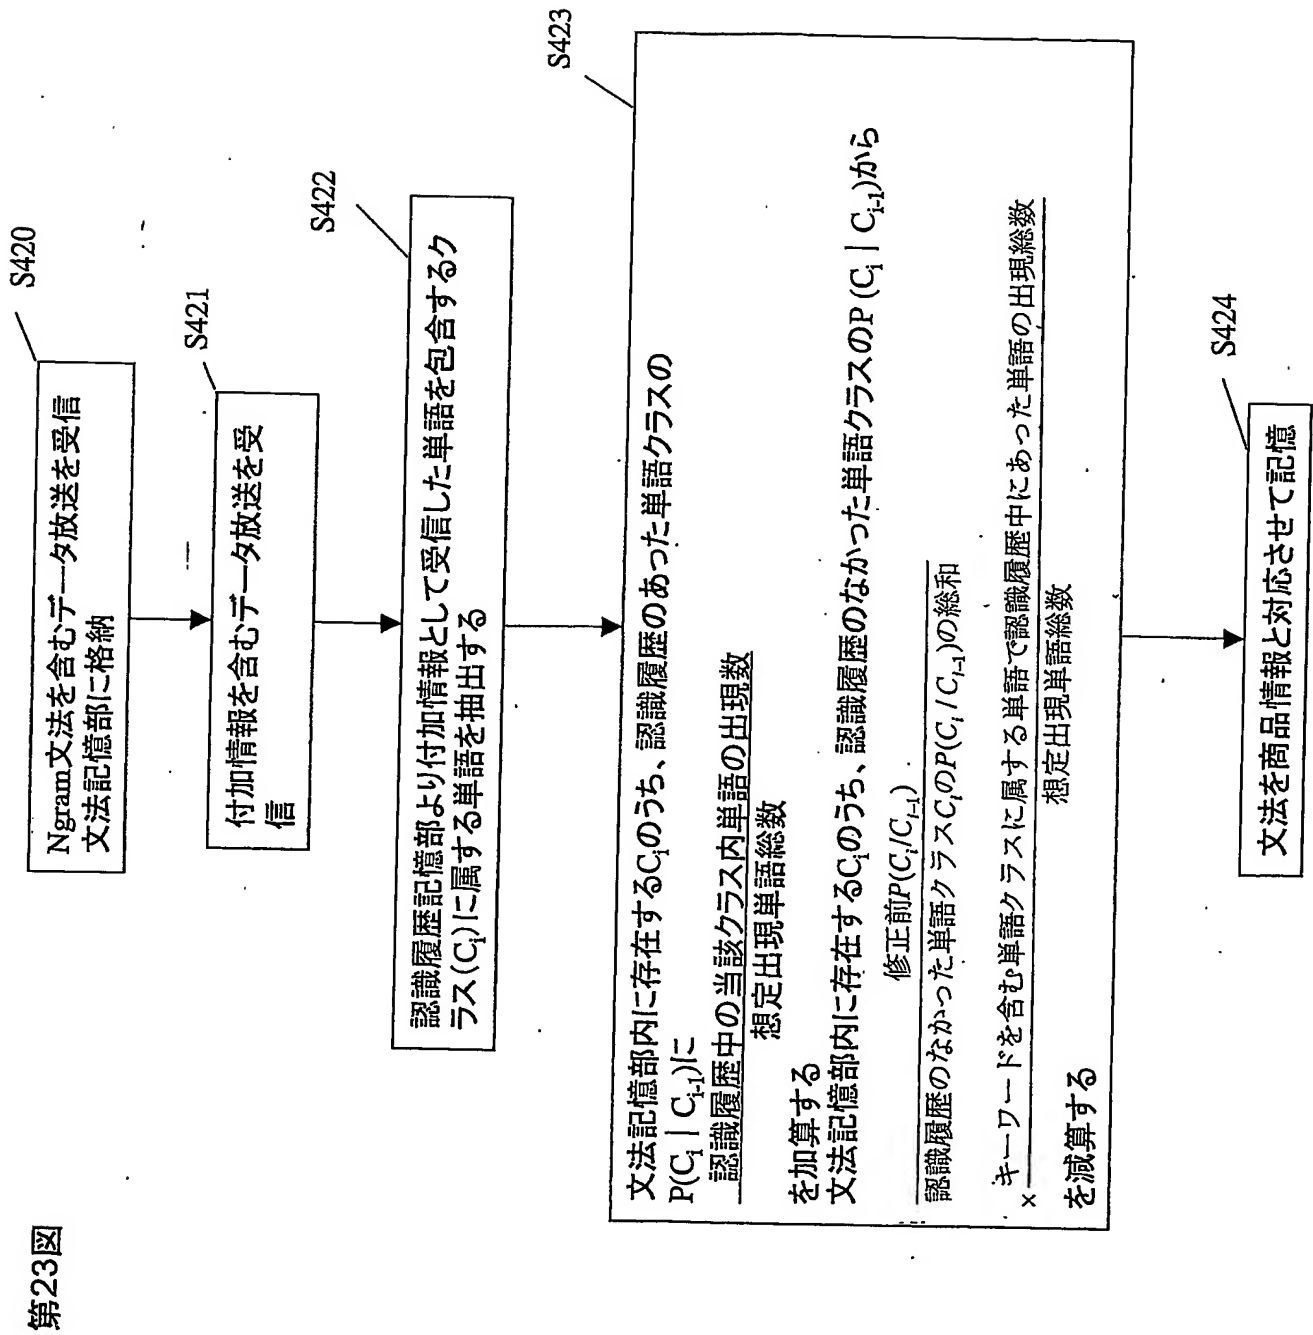 第23図
S420
Ngram文法を含むデータ放送を受信
文法記憶部に格納
S421
付加情報を含むデータ放送を受
信
S422
認識履歴記憶部より付加情報として受信した単語を包含するク
ラス(C_i)に属する単語を抽出する
S423
文法記憶部内に存在するC_iのうち、認識履歴のあった単語クラスの
P(C_i | C_{i-1})に
認識履歴中の当該クラス内単語の出現数
想定出現単語総数
を加算する
文法記憶部内に存在するC_iのうち、認識履歴のなかった単語クラスのP (C_i | C_{i-1})から
修正前P(C_i/C_{i-1})
認識履歴のなかった単語クラスC_iのP(C_i / C_{i-1})の総和
× キーワードを含む単語クラスに属する単語で認識履歴中にあった単語の出現総数
想定出現単語総数
を減算する
S424
文法を商品情報と対応させて記憶